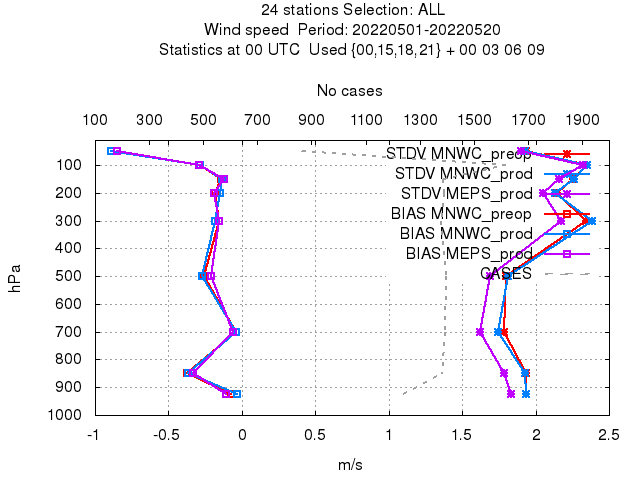 24 stations Selection: ALL
Wind speed  Period: 20220501-20220520
Statistics at 00 UTC  Used {00,15,18,21} + 00 03 06 09
No cases
100 300 500 700 900 1100 1300 1500 1700 1900
STDV MNWC_preop
STDV MNWC_prod
STDV MEPS_prod
BIAS MNWC_preop
BIAS MNWC_prod
BIAS MEPS_prod
CASES
hPa
100
200
300
400
500
600
700
800
900
1000
-1 -0.5 0 0.5 1 1.5 2 2.5
m/s